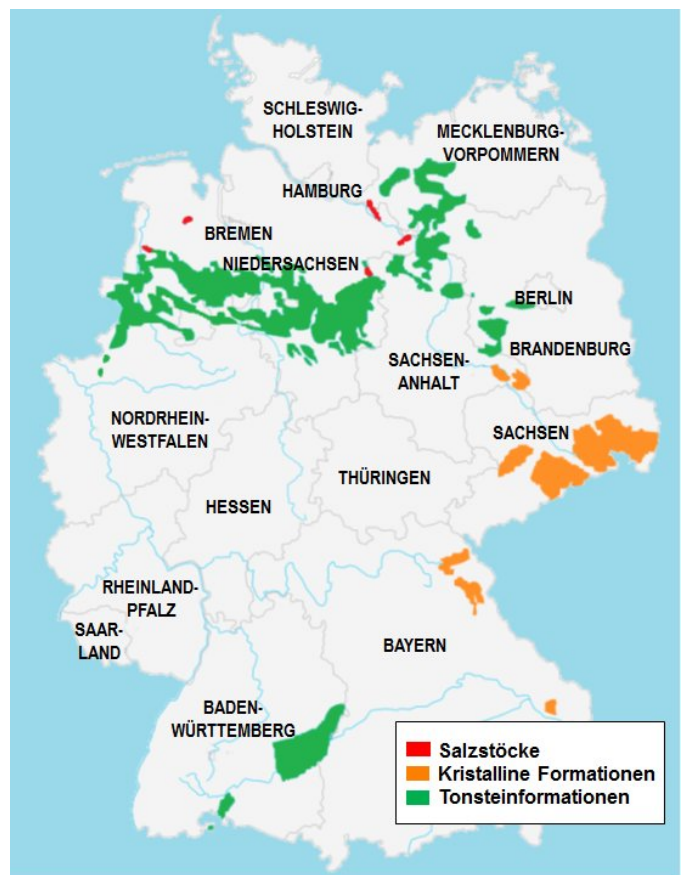 SCHLESWIG-
HOLSTEIN
MECKLENBURG-
VORPOMMERN
HAMBURG
BREMEN
NIEDERSACHSEN
BERLIN
BRANDENBURG
SACHSEN-
ANHALT
NORDRHEIN-
WESTFALEN
SACHSEN
THÜRINGEN
HESSEN
RHEINLAND-
PFALZ
SAAR-
LAND
BAYERN
BADEN-
WÜRTTEMBERG
Salzstöcke
Kristalline Formationen
Tonsteinformationen